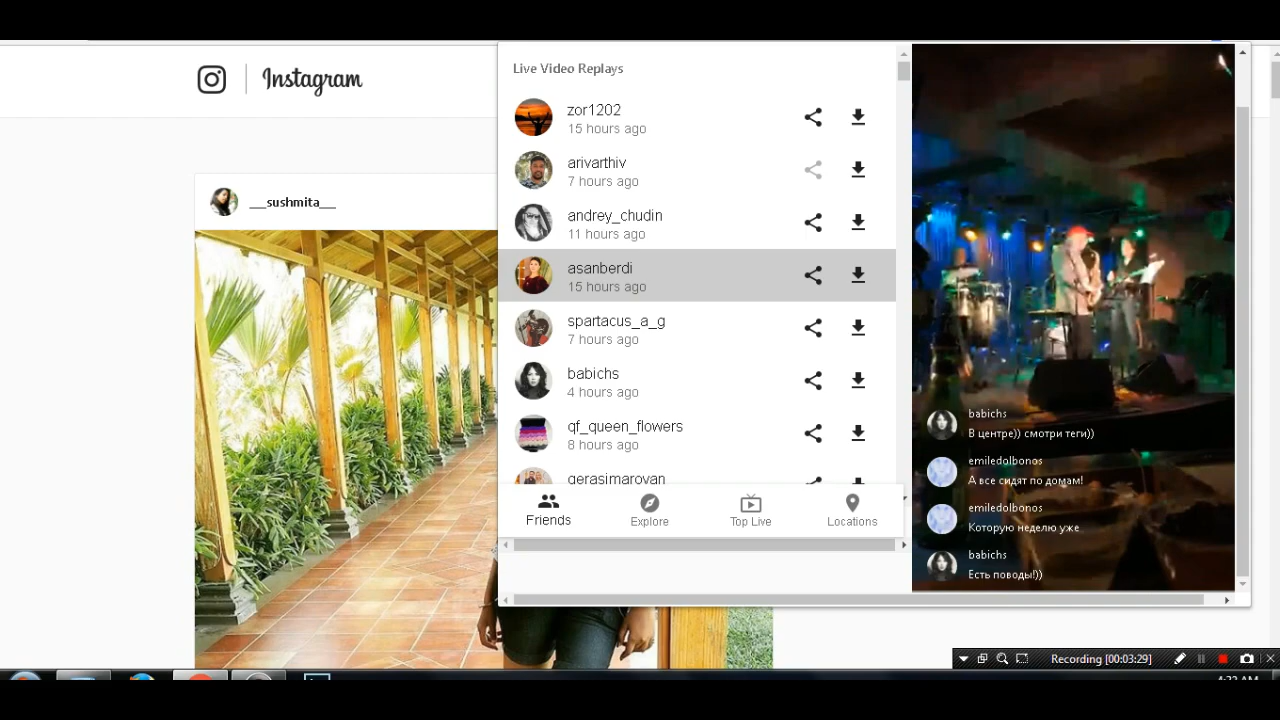 Instagram
___sushmita___
Live Video Replays
zor1202
15 hours ago
arivarthiv
7 hours ago
andrey_chudin
11 hours ago
asanberdi
15 hours ago
spartacus_a_g
7 hours ago
babichs
4 hours ago
qf_queen_flowers
8 hours ago
Friends
Explore
Top Live
Locations
babichs
В центре)) смотри теги))
emiledolbonos
А все сидят по домам!
emiledolbonos
Которую неделю уже
babichs
Есть поводы!))
Recording [00:03:29]